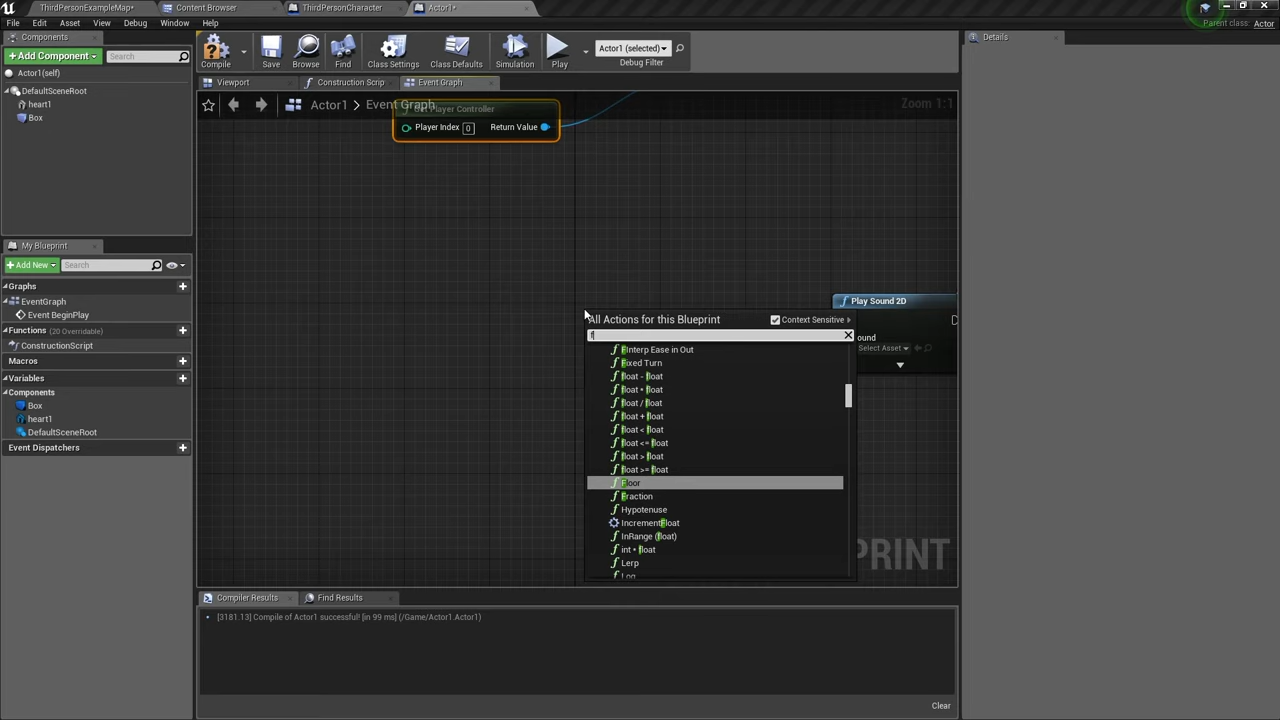 ThirdPersonExampleMap*
Content Browser
ThirdPersonCharacter
Actor1*
File Edit Asset View Debug Window Help
Parent class: Actor
Components
+ Add Component
Search
Actor1(self)
DefaultSceneRoot
heart1
Box
Compile
Save
Browse
Find
Class Settings
Class Defaults
Simulation
Play
Actor1 (selected)
Debug Filter
Details
Viewport
Construction Scrip
Event Graph
Actor1 > Event Graph
Zoom 1:1
Get Player Controller
Player Index 0 Return Value
My Blueprint
+ Add New
Search
Graphs
EventGraph
Event BeginPlay
Functions (20 Overridable)
ConstructionScript
Macros
Variables
Components
Box
heart1
DefaultSceneRoot
Event Dispatchers
Play Sound 2D
ound
Select Asset
All Actions for this Blueprint
Context Sensitive
f
FInterp Ease in Out
Fixed Turn
float - float
float * float
float / float
float + float
float < float
float <= float
float > float
float >= float
Floor
Fraction
Hypotenuse
IncrementFloat
InRange (float)
int * float
Lerp
Log
PRINT
Compiler Results
Find Results
[3181.13] Compile of Actor1 successful! [in 99 ms] (/Game/Actor1.Actor1)
Clear